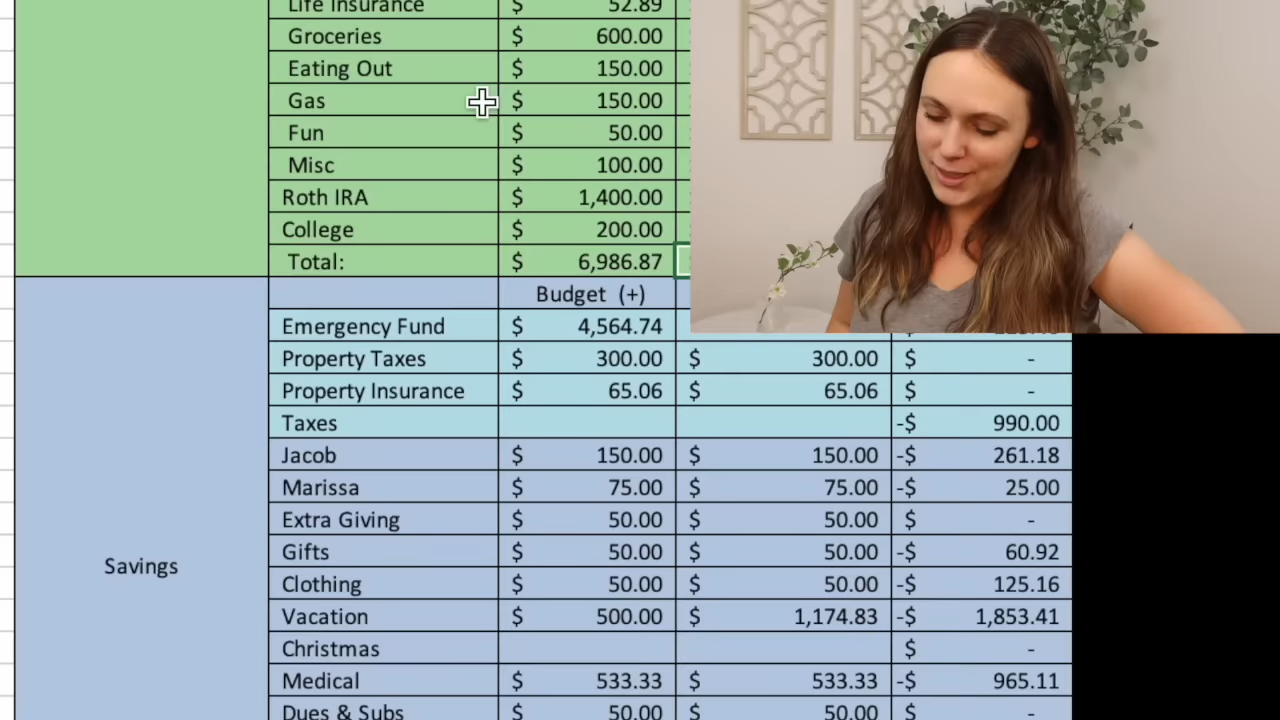 Life Insurance $ 52.89
Groceries $ 600.00
Eating Out $ 150.00
Gas $ 150.00
Fun $ 50.00
Misc $ 100.00
Roth IRA $ 1,400.00
College $ 200.00
Total: $ 6,986.87
Budget (+)
Emergency Fund $ 4,564.74 $
Property Taxes $ 300.00 $ 300.00 $ -
Property Insurance $ 65.06 $ 65.06 $ -
Taxes -$ 990.00
Jacob $ 150.00 $ 150.00 -$ 261.18
Marissa $ 75.00 $ 75.00 -$ 25.00
Extra Giving $ 50.00 $ 50.00 $ -
Gifts $ 50.00 $ 50.00 -$ 60.92
Savings
Clothing $ 50.00 $ 50.00 -$ 125.16
Vacation $ 500.00 $ 1,174.83 -$ 1,853.41
Christmas $ -
Medical $ 533.33 $ 533.33 -$ 965.11
Dues & Subs $ 50.00 $ 50.00 $ -